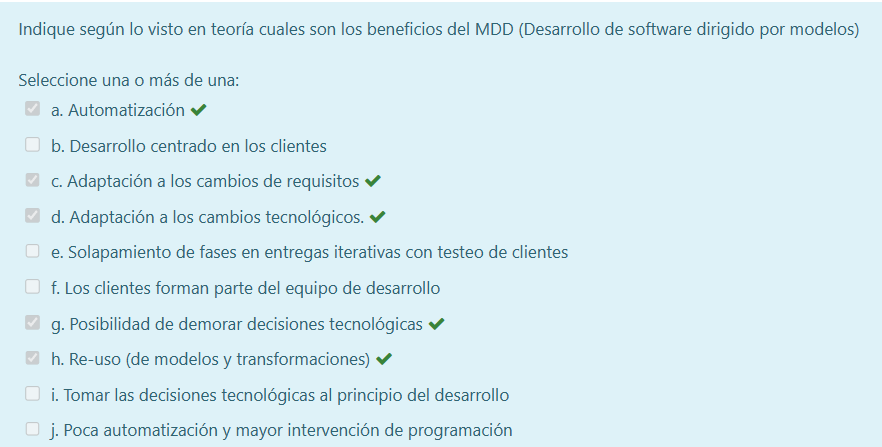 Indique según lo visto en teoría cuales son los beneficios del MDD (Desarrollo de software dirigido por modelos)
Seleccione una o más de una:
a. Automatización
b. Desarrollo centrado en los clientes
c. Adaptación a los cambios de requisitos
d. Adaptación a los cambios tecnológicos.
e. Solapamiento de fases en entregas iterativas con testeo de clientes
f. Los clientes forman parte del equipo de desarrollo
g. Posibilidad de demorar decisiones tecnológicas
h. Re-uso (de modelos y transformaciones)
i. Tomar las decisiones tecnológicas al principio del desarrollo
j. Poca automatización y mayor intervención de programación